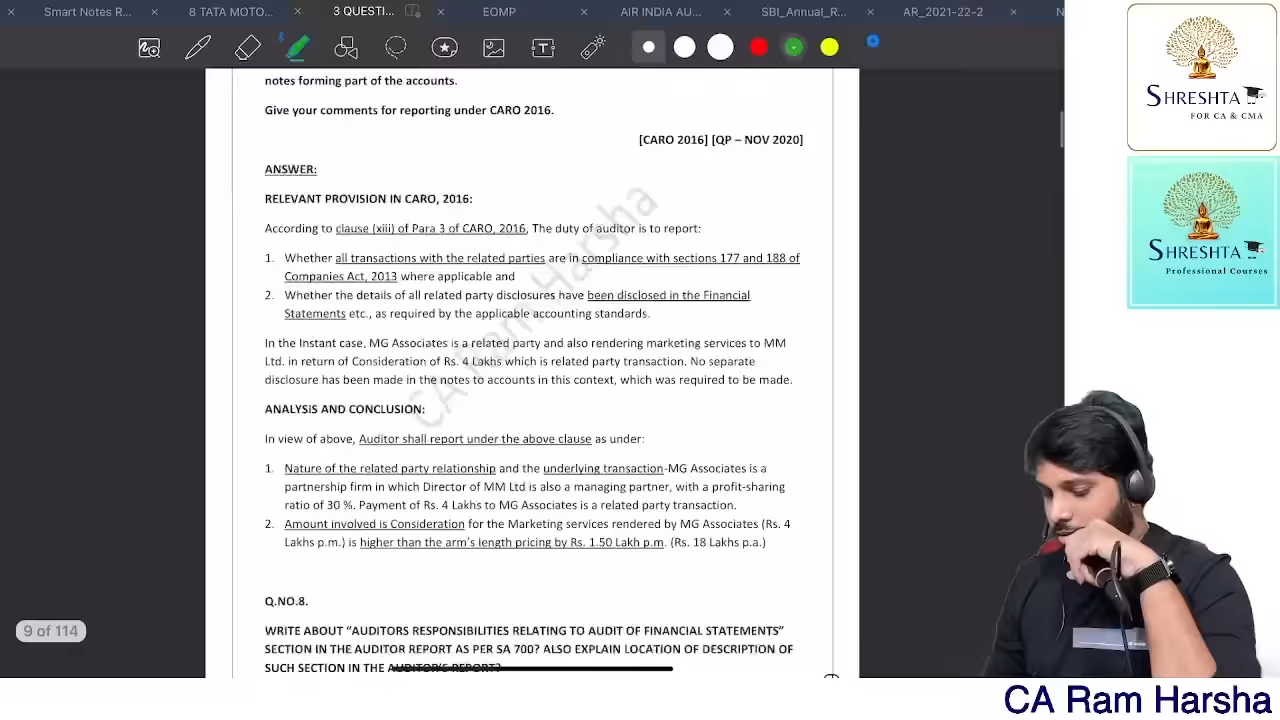 Smart Notes R...
8 TATA MOTO...
3 QUESTI...
EOMP
AIR INDIA AU...
SBI_Annual_R...
AR_2021-22-2
N
notes forming part of the accounts.
Give your comments for reporting under CARO 2016.
[CARO 2016] [QP – NOV 2020]
ANSWER:
RELEVANT PROVISION IN CARO, 2016:
According to clause (xiii) of Para 3 of CARO, 2016, The duty of auditor is to report:
1. Whether all transactions with the related parties are in compliance with sections 177 and 188 of
Companies Act, 2013 where applicable and
2. Whether the details of all related party disclosures have been disclosed in the Financial
Statements etc., as required by the applicable accounting standards.
In the Instant case, MG Associates is a related party and also rendering marketing services to MM
Ltd. in return of Consideration of Rs. 4 Lakhs which is related party transaction. No separate
disclosure has been made in the notes to accounts in this context, which was required to be made.
ANALYSIS AND CONCLUSION:
In view of above, Auditor shall report under the above clause as under:
1. Nature of the related party relationship and the underlying transaction-MG Associates is a
partnership firm in which Director of MM Ltd is also a managing partner, with a profit-sharing
ratio of 30 %. Payment of Rs. 4 Lakhs to MG Associates is a related party transaction.
2. Amount involved is Consideration for the Marketing services rendered by MG Associates (Rs. 4
Lakhs p.m.) is higher than the arm's length pricing by Rs. 1.50 Lakh p.m. (Rs. 18 Lakhs p.a.)
Q.NO.8.
WRITE ABOUT “AUDITORS RESPONSIBILITIES RELATING TO AUDIT OF FINANCIAL STATEMENTS”
SECTION IN THE AUDITOR REPORT AS PER SA 700? ALSO EXPLAIN LOCATION OF DESCRIPTION OF
SUCH SECTION IN THE AUDITOR'S REPORT?
CA Ram Harsha
9 of 114
SHRESHTA
FOR CA & CMA
SHRESHTA
Professional Courses
CA Ram Harsha